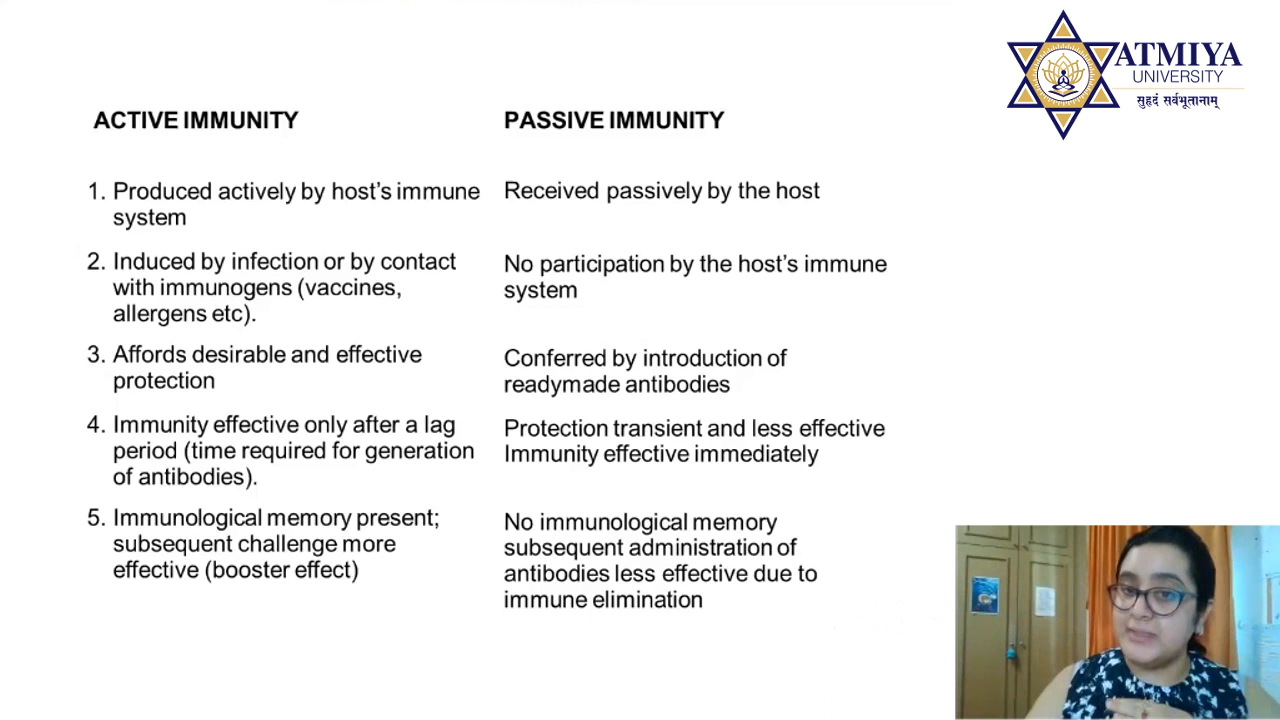 ATMIYA
UNIVERSITY
सुहृदं सर्वभूतानाम्
ACTIVE IMMUNITY
PASSIVE IMMUNITY
1. Produced actively by host's immune
system
Received passively by the host
2. Induced by infection or by contact
with immunogens (vaccines,
allergens etc).
No participation by the host's immune
system
3. Affords desirable and effective
protection
Conferred by introduction of
readymade antibodies
4. Immunity effective only after a lag
period (time required for generation
of antibodies).
Protection transient and less effective
Immunity effective immediately
5. Immunological memory present;
subsequent challenge more
effective (booster effect)
No immunological memory
subsequent administration of
antibodies less effective due to
immune elimination